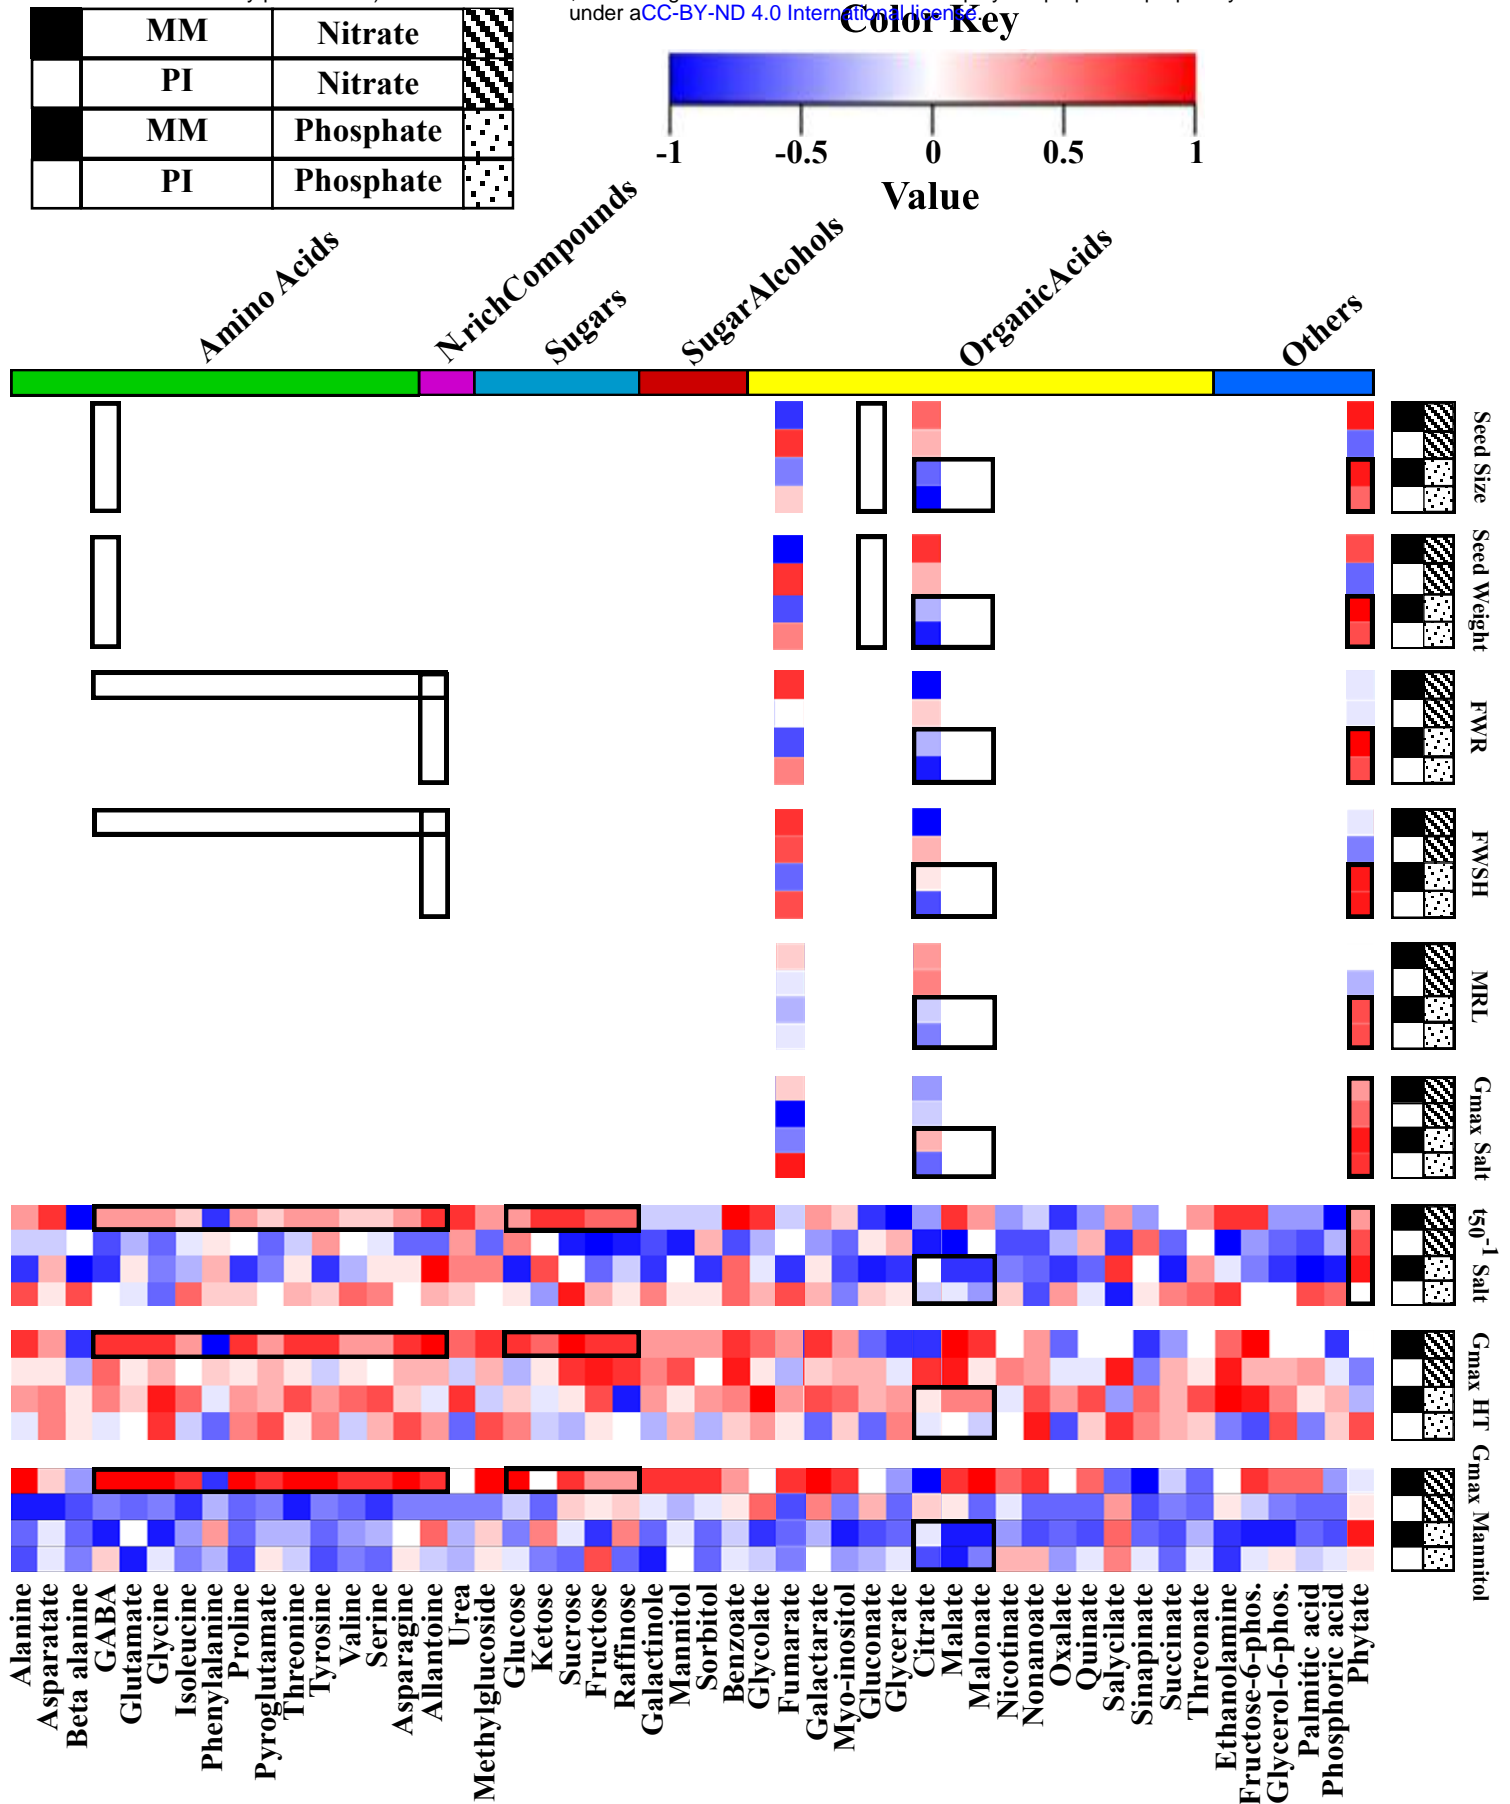 under aCC-BY-ND 4.0 International license.
Color Key
MM Nitrate
PI Nitrate
MM Phosphate
PI Phosphate
-1 -0.5 0 0.5 1
Value
Amino Acids
N-richCompounds
Sugars
SugarAlcohols
OrganicAcids
Others
Seed Size
Seed Weight
FWR
FWSH
MRL
Gmax Salt
t50-1 Salt
Gmax HT
Gmax Mannitol
Alanine
Asparatate
Beta alanine
GABA
Glutamate
Glycine
Isoleucine
Phenylalanine
Proline
Pyroglutamate
Threonine
Tyrosine
Valine
Serine
Asparagine
Allantoine
Urea
Methylglucoside
Glucose
Ketose
Sucrose
Fructose
Raffinose
Galactinole
Mannitol
Sorbitol
Benzoate
Glycolate
Fumarate
Galactarate
Myo-inositol
Gluconate
Glycerate
Citrate
Malate
Malonate
Nicotinate
Nonanoate
Oxalate
Quinate
Salycilate
Sinapinate
Succinate
Threonate
Ethanolamine
Fructose-6-phos.
Glycerol-6-phos.
Palmitic acid
Phosphoric acid
Phytate